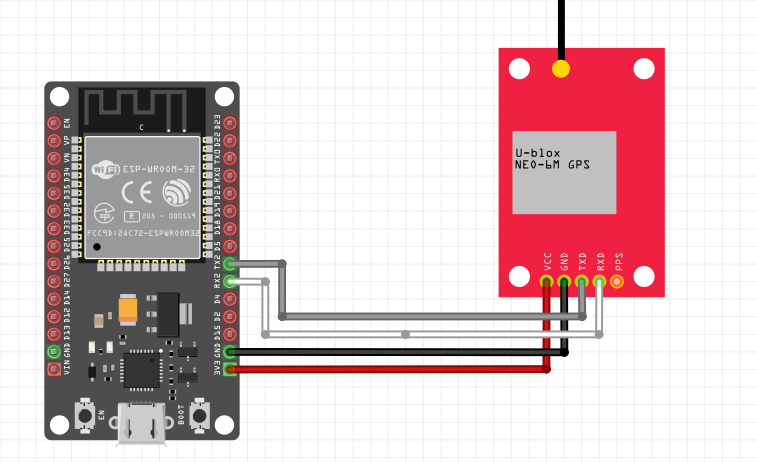 C
EN
VP
VN
D34
D35
D32
D33
D25
D26
D27
D14
D12
D13
GND
VIN
D23
D22
TX0
RX0
D21
D19
D18
D5
TX2
RX2
D4
D2
D15
GND
3V3
WiFi
ESP-WROOM-32
CE
R
205 - 000519
FCC9D:2AC72-ESPWROOM32
EN
BOOT
U-blox
NEO-6M GPS
VCC
GND
TXD
RXD
PPS